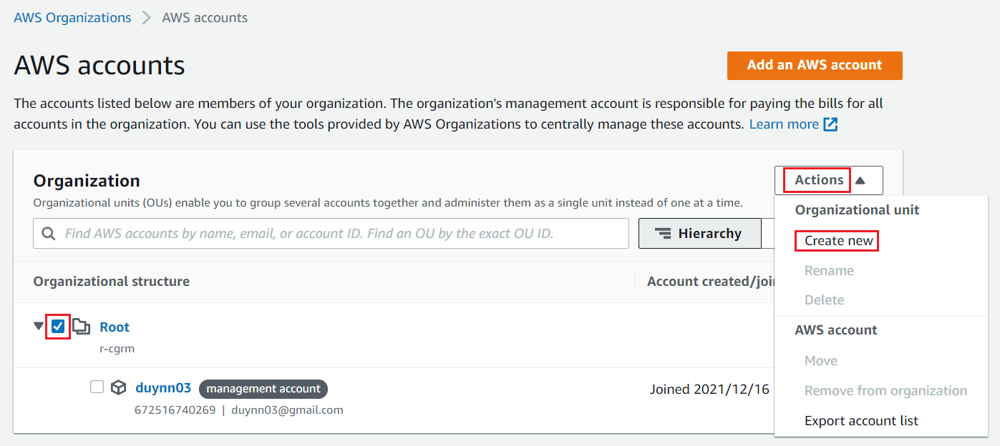 AWS Organizations > AWS accounts
AWS accounts
Add an AWS account
The accounts listed below are members of your organization. The organization's management account is responsible for paying the bills for all
accounts in the organization. You can use the tools provided by AWS Organizations to centrally manage these accounts. Learn more
Organization
Actions
Organizational units (OUs) enable you to group several accounts together and administer them as a single unit instead of one at a time.
Find AWS accounts by name, email, or account ID. Find an OU by the exact OU ID.
Hierarchy
Organizational unit
Create new
Rename
Delete
AWS account
Move
Remove from organization
Export account list
Organizational structure
Account created/joi
Root
r-cgrm
duynn03 management account
Joined 2021/12/16
672516740269 | duynn03@gmail.com